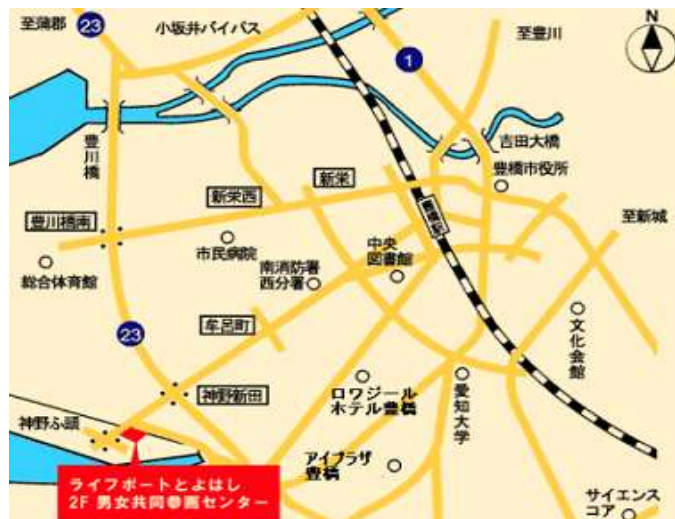 至蒲郡
23
小坂井バイパス
1
至豊川
N
豊川橋
吉田大橋
豊橋市役所
新栄
新栄西
豊橋駅
豊川橋南
至新城
市民病院
中央
図書館
総合体育館
南消防署
西分署
牟呂町
23
文化会館
神野新田
ロワジール
ホテル豊橋
愛知大学
神野ふ頭
アイプラザ
豊橋
ライフポートとよはし
2F 男女共同参画センター
サイエンス
コア